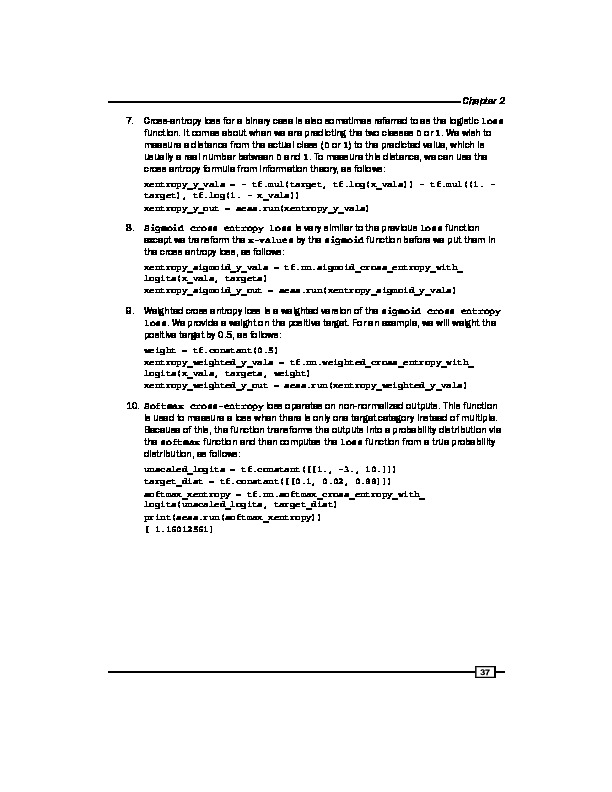 Chapter 2
7. Cross-entropy loss for a binary case is also sometimes referred to as the logistic loss
function. It comes about when we are predicting the two classes 0 or 1. We wish to
measure a distance from the actual class (0 or 1) to the predicted value, which is
usually a real number between 0 and 1. To measure this distance, we can use the
cross entropy formula from information theory, as follows:
xentropy_y_vals = - tf.mul(target, tf.log(x_vals)) - tf.mul((1. -
target), tf.log(1. - x_vals))
xentropy_y_out = sess.run(xentropy_y_vals)
8. Sigmoid cross entropy loss is very similar to the previous loss function
except we transform the x-values by the sigmoid function before we put them in
the cross entropy loss, as follows:
xentropy_sigmoid_y_vals = tf.nn.sigmoid_cross_entropy_with_
logits(x_vals, targets)
xentropy_sigmoid_y_out = sess.run(xentropy_sigmoid_y_vals)
9. Weighted cross entropy loss is a weighted version of the sigmoid cross entropy
loss. We provide a weight on the positive target. For an example, we will weight the
positive target by 0.5, as follows:
weight = tf.constant(0.5)
xentropy_weighted_y_vals = tf.nn.weighted_cross_entropy_with_
logits(x_vals, targets, weight)
xentropy_weighted_y_out = sess.run(xentropy_weighted_y_vals)
10. Softmax cross-entropy loss operates on non-normalized outputs. This function
is used to measure a loss when there is only one target category instead of multiple.
Because of this, the function transforms the outputs into a probability distribution via
the softmax function and then computes the loss function from a true probability
distribution, as follows:
unscaled_logits = tf.constant([[1., -3., 10.]])
target_dist = tf.constant([[0.1, 0.02, 0.88]])
softmax_xentropy = tf.nn.softmax_cross_entropy_with_
logits(unscaled_logits, target_dist)
print(sess.run(softmax_xentropy))
[ 1.16012561]
37